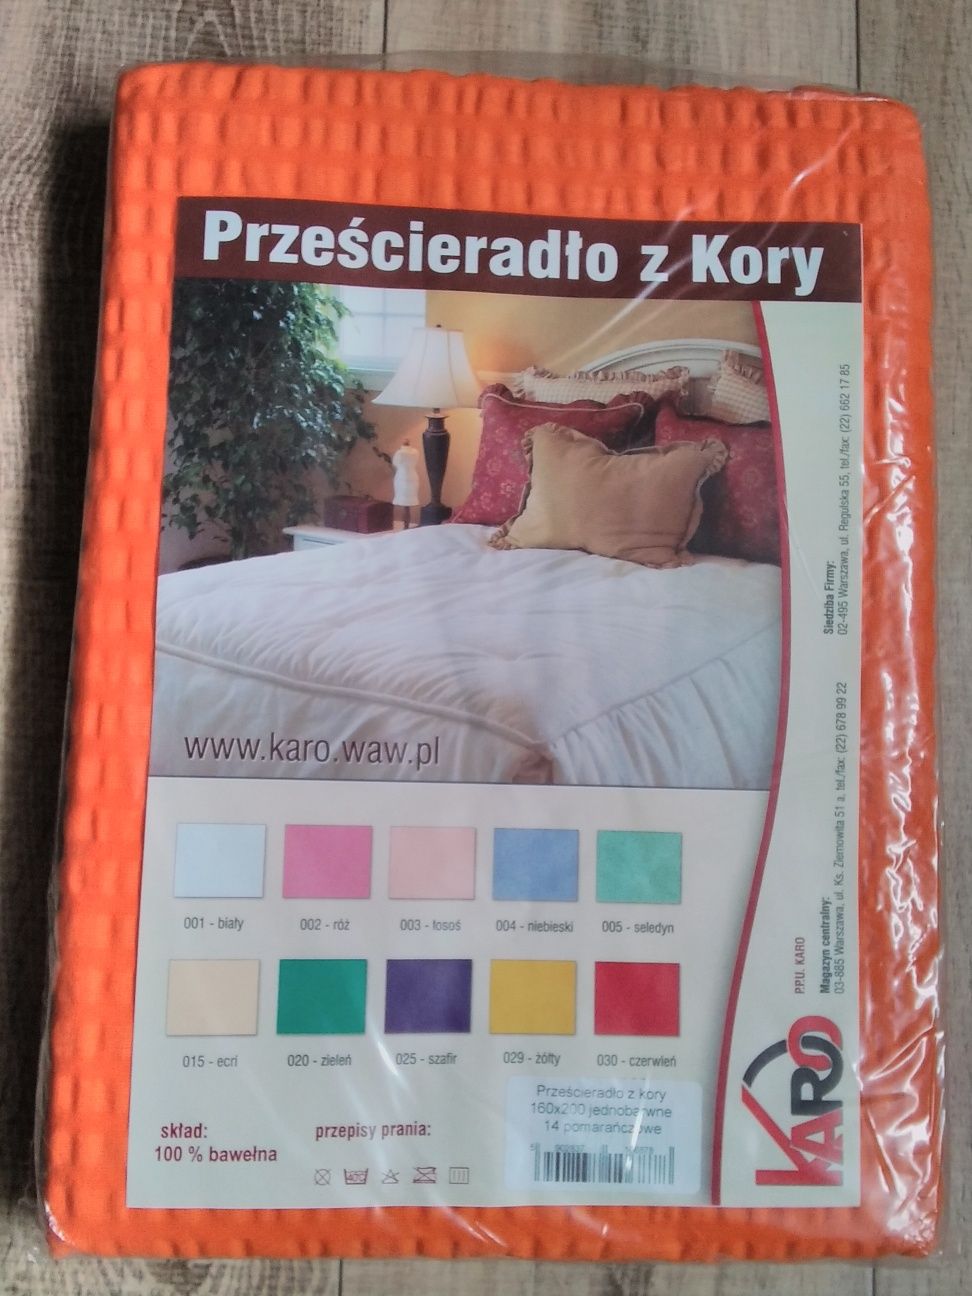 Prześcieradło z Kory
www.karo.waw.pl
001 - biały
002 - róż
003 - łosoś
004 - niebieski
005 - seledyn
015 - ecri
020 - zieleń
025 - szafir
029 - żółty
030 - czerwień
skład:
100 % bawełna
przepisy prania:
40°C
Prześcieradło z kory
160x200 jednobarwne
14 pomarańczowe
P.P.U. KARO
Magazyn centralny:
03-885 Warszawa, ul. Ks. Ziemowita 51 a, tel./fax: (22) 678 99 22
Siedziba Firmy:
02-495 Warszawa, ul. Regulska 55, tel./fax: (22) 662 17 85
KARO